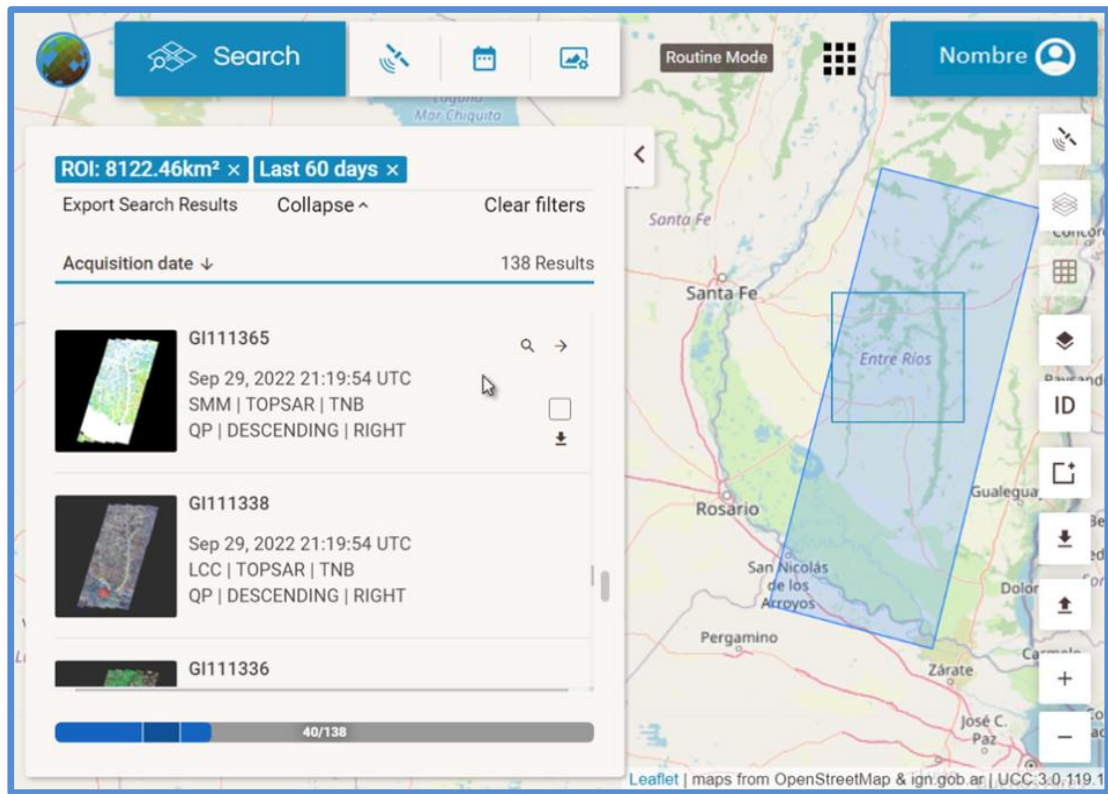 Search
Routine Mode
Nombre
Laguna
Mar Chiquita
ROI: 8122.46km² ×
Last 60 days ×
Export Search Results
Collapse ^
Clear filters
Acquisition date ↓
138 Results
GI111365
Sep 29, 2022 21:19:54 UTC
SMM | TOPSAR | TNB
QP | DESCENDING | RIGHT
GI111338
Sep 29, 2022 21:19:54 UTC
LCC | TOPSAR | TNB
QP | DESCENDING | RIGHT
GI111336
40/138
Santa Fe
Santa Fe
Entre Ríos
Rosario
San Nicolás
de los
Arroyos
Pergamino
Zárate
José C.
Paz
ID
+
−
Leaflet | maps from OpenStreetMap & ign.gob.ar | UCC 3.0.119.1